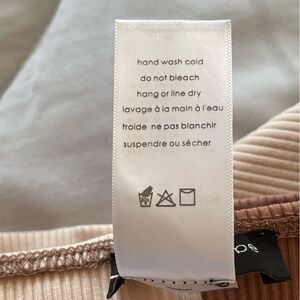 hand wash cold
do not bleach
hang or line dry
lavage à la main à l'eau
froide ne pas blanchir
suspendre ou sécher